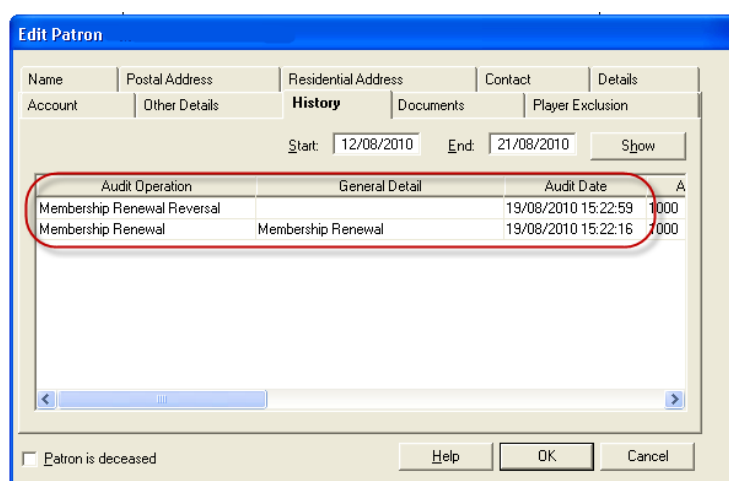 Edit Patron
Name Postal Address Residential Address Contact Details
Account Other Details History Documents Player Exclusion
Start: 12/08/2010 End: 21/08/2010 Show
Audit Operation General Detail Audit Date A
Membership Renewal Reversal 19/08/2010 15:22:59 1000
Membership Renewal Membership Renewal 19/08/2010 15:22:16 1000
Patron is deceased Help OK Cancel